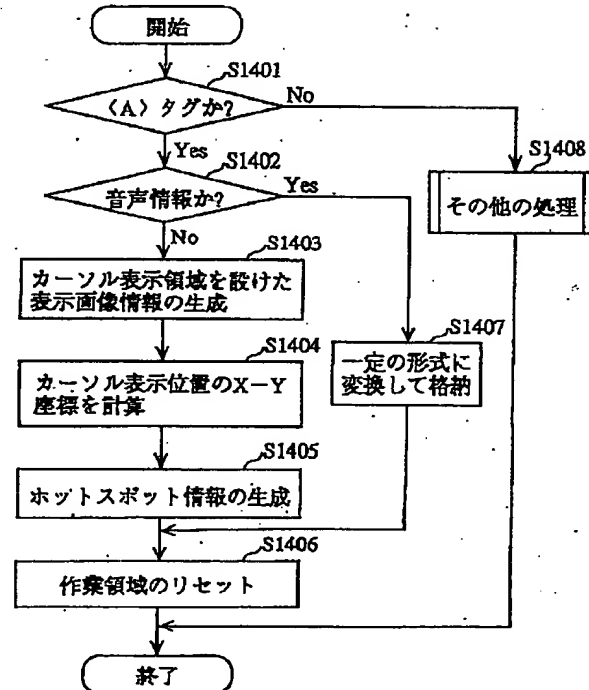 開始
S1401
〈A〉タグか?
No
Yes
S1402
S1408
音声情報か?
Yes
その他の処理
No
S1403
カーソル表示領域を設けた
表示画像情報の生成
S1407
一定の形式に
変換して格納
S1404
カーソル表示位置のX-Y
座標を計算
S1405
ホットスポット情報の生成
S1406
作業領域のリセット
終了